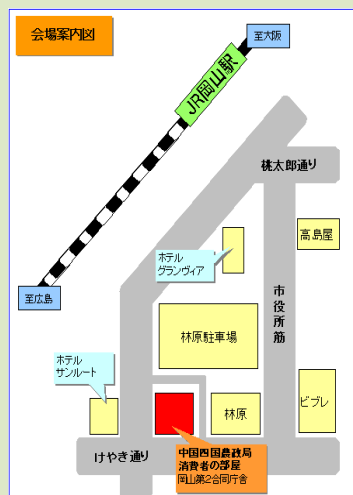 会場案内図
至大阪
JR岡山駅
桃太郎通り
高島屋
ホテル
グランヴィア
至広島
市役所筋
林原駐車場
ホテル
サンルート
林原
ビブレ
けやき通り
中国四国農政局
消費者の部屋
岡山第2合同庁舎